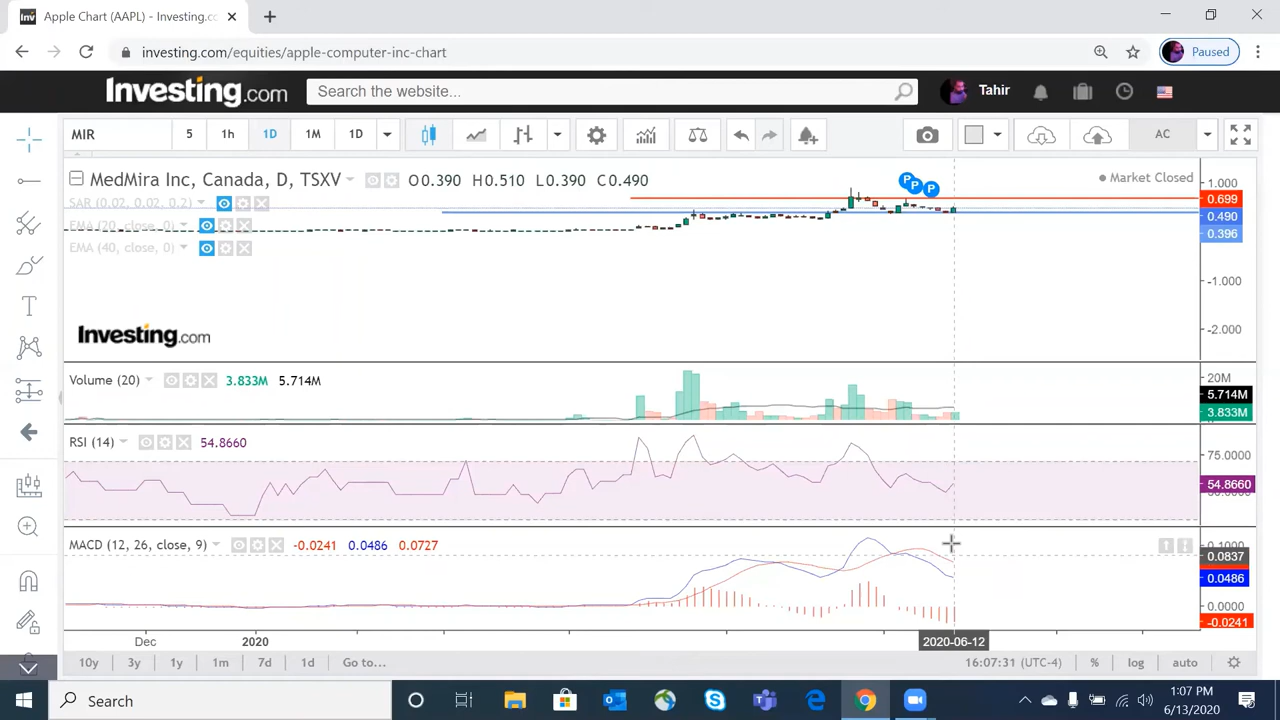 Inv Apple Chart (AAPL) - Investing.co
investing.com/equities/apple-computer-inc-chart
Paused
Investing.com
Search the website...
Tahir
MIR 5 1h 1D 1M 1D AC
MedMira Inc, Canada, D, TSXV O0.390 H0.510 L0.390 C0.490
Market Closed
SAR (0.02, 0.02, 0.2)
EMA (20, close, 0)
EMA (40, close, 0)
P P P
1.000
0.699
0.490
0.396
-1.000
-2.000
Investing.com
Volume (20) 3.833M 5.714M
20M
5.714M
3.833M
RSI (14) 54.8660
75.0000
54.8660
MACD (12, 26, close, 9) -0.0241 0.0486 0.0727
0.0837
0.0486
0.0000
-0.0241
Dec 2020 2020-06-12
10y 3y 1y 1m 7d 1d Go to... 16:07:31 (UTC-4) % log auto
Search
1:07 PM
6/13/2020